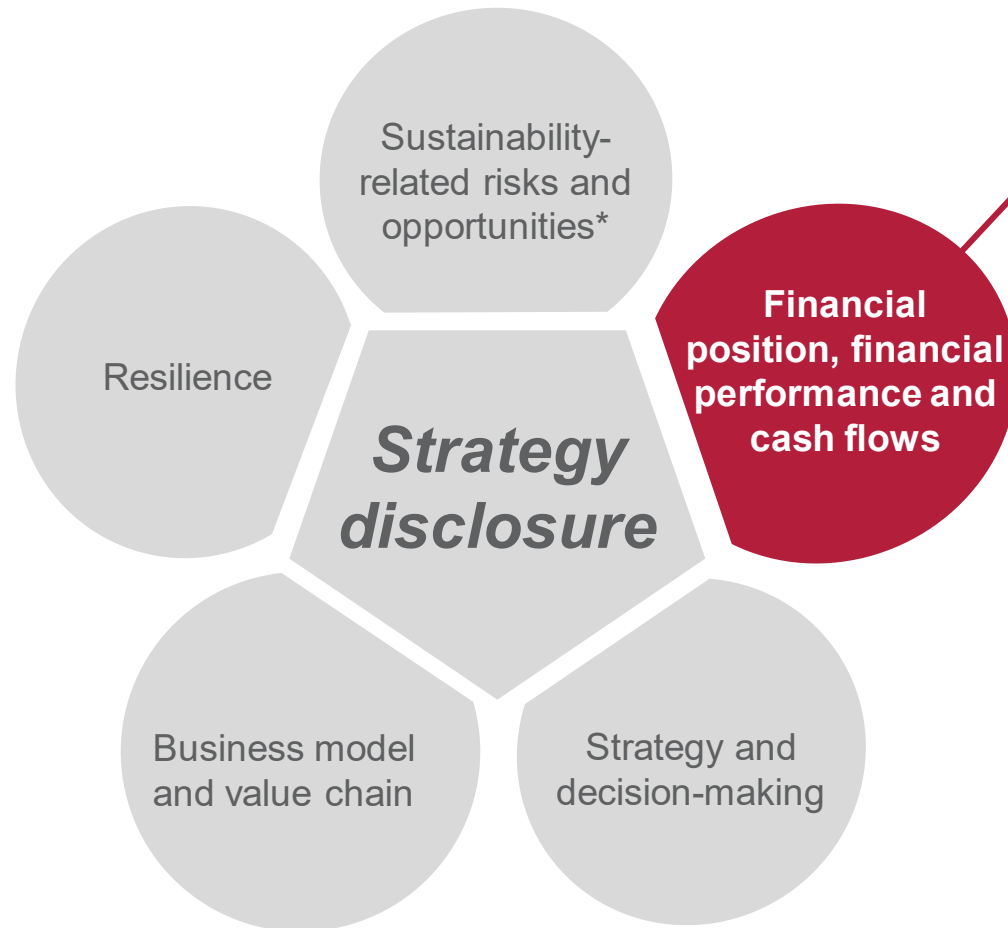 Sustainability-
related risks and
opportunities*
Financial
position, financial
performance and
cash flows
Resilience
Strategy
disclosure
Business model
and value chain
Strategy and
decision-making